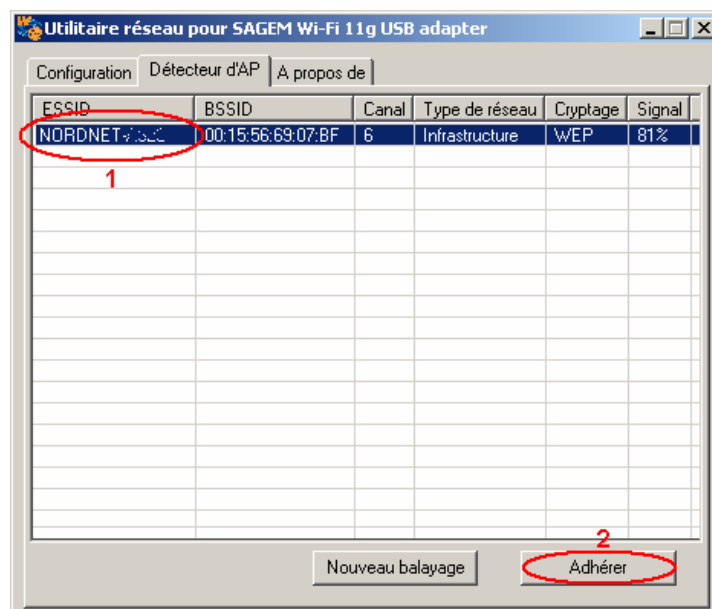 Utilitaire réseau pour SAGEM Wi-Fi 11g USB adapter
Configuration Détecteur d'AP A propos de
ESSID BSSID Canal Type de réseau Cryptage Signal
NORDNET 00:15:56:69:07:BF 6 Infrastructure WEP 81%
1
2
Nouveau balayage Adhérer